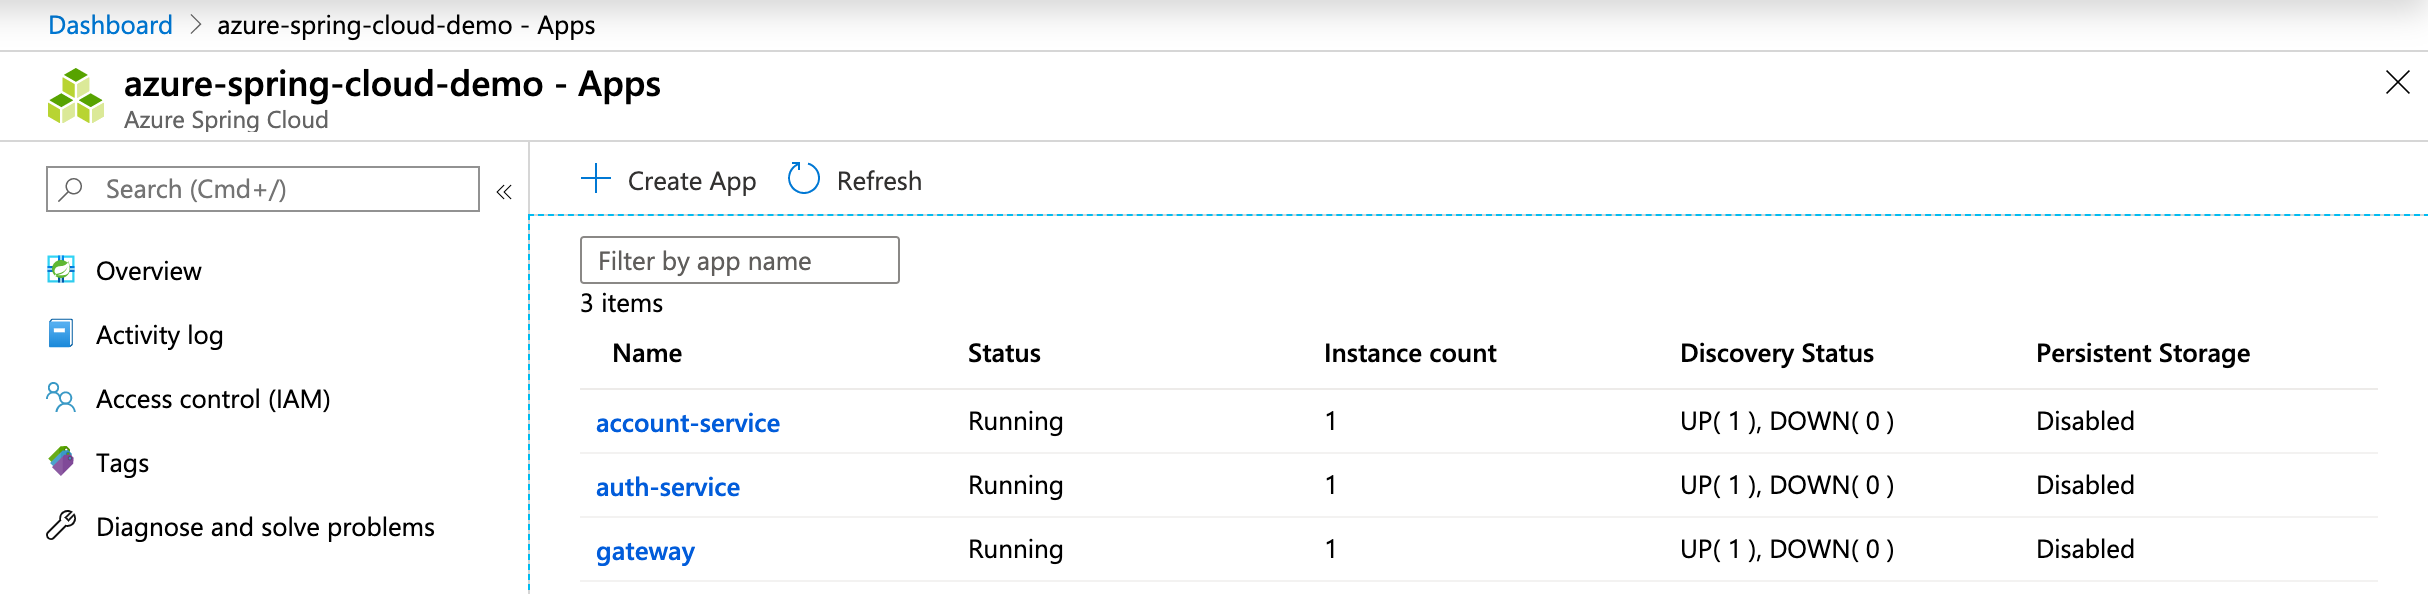 Dashboard > azure-spring-cloud-demo - Apps
azure-spring-cloud-demo - Apps
Azure Spring Cloud
Search (Cmd+/)
«
Overview
Activity log
Access control (IAM)
Tags
Diagnose and solve problems
Create App Refresh
Filter by app name
3 items
Name Status Instance count Discovery Status Persistent Storage
account-service Running 1 UP( 1 ), DOWN( 0 ) Disabled
auth-service Running 1 UP( 1 ), DOWN( 0 ) Disabled
gateway Running 1 UP( 1 ), DOWN( 0 ) Disabled